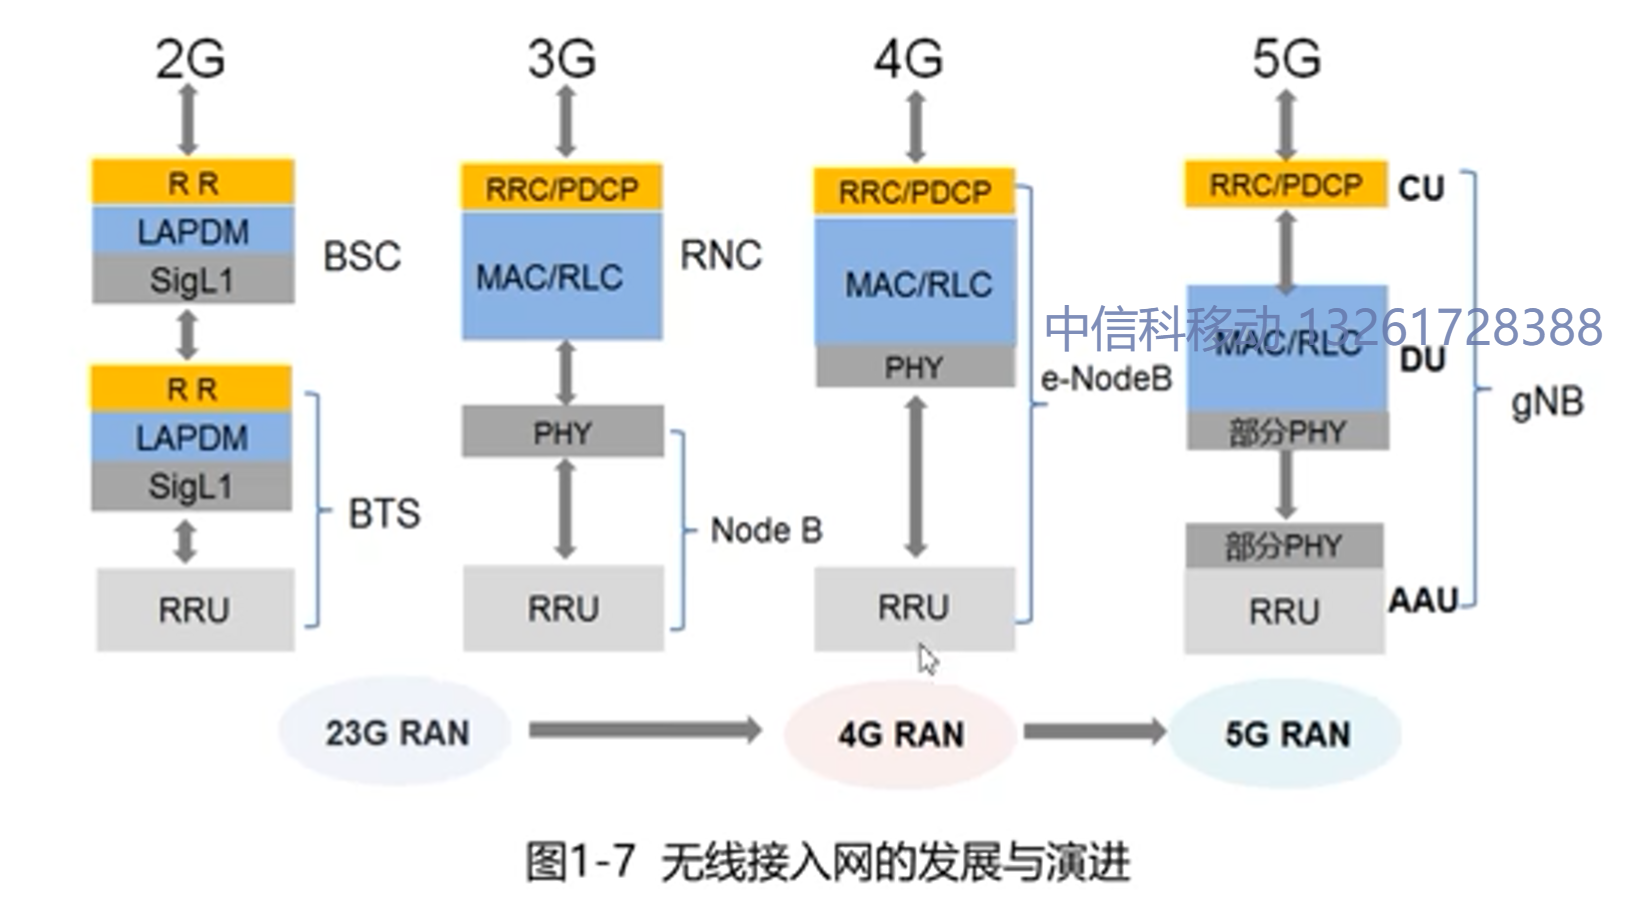 2G
R R
LAPDM
SigL1
BSC
R R
LAPDM
SigL1
BTS
RRU
3G
RRC/PDCP
MAC/RLC
RNC
PHY
Node B
RRU
4G
RRC/PDCP
MAC/RLC
PHY
e-NodeB
RRU
5G
RRC/PDCP
CU
MAC/RLC
DU
部分PHY
gNB
部分PHY
RRU
AAU
中信科移动 13261728388
23G RAN
4G RAN
5G RAN
图1-7 无线接入网的发展与演进